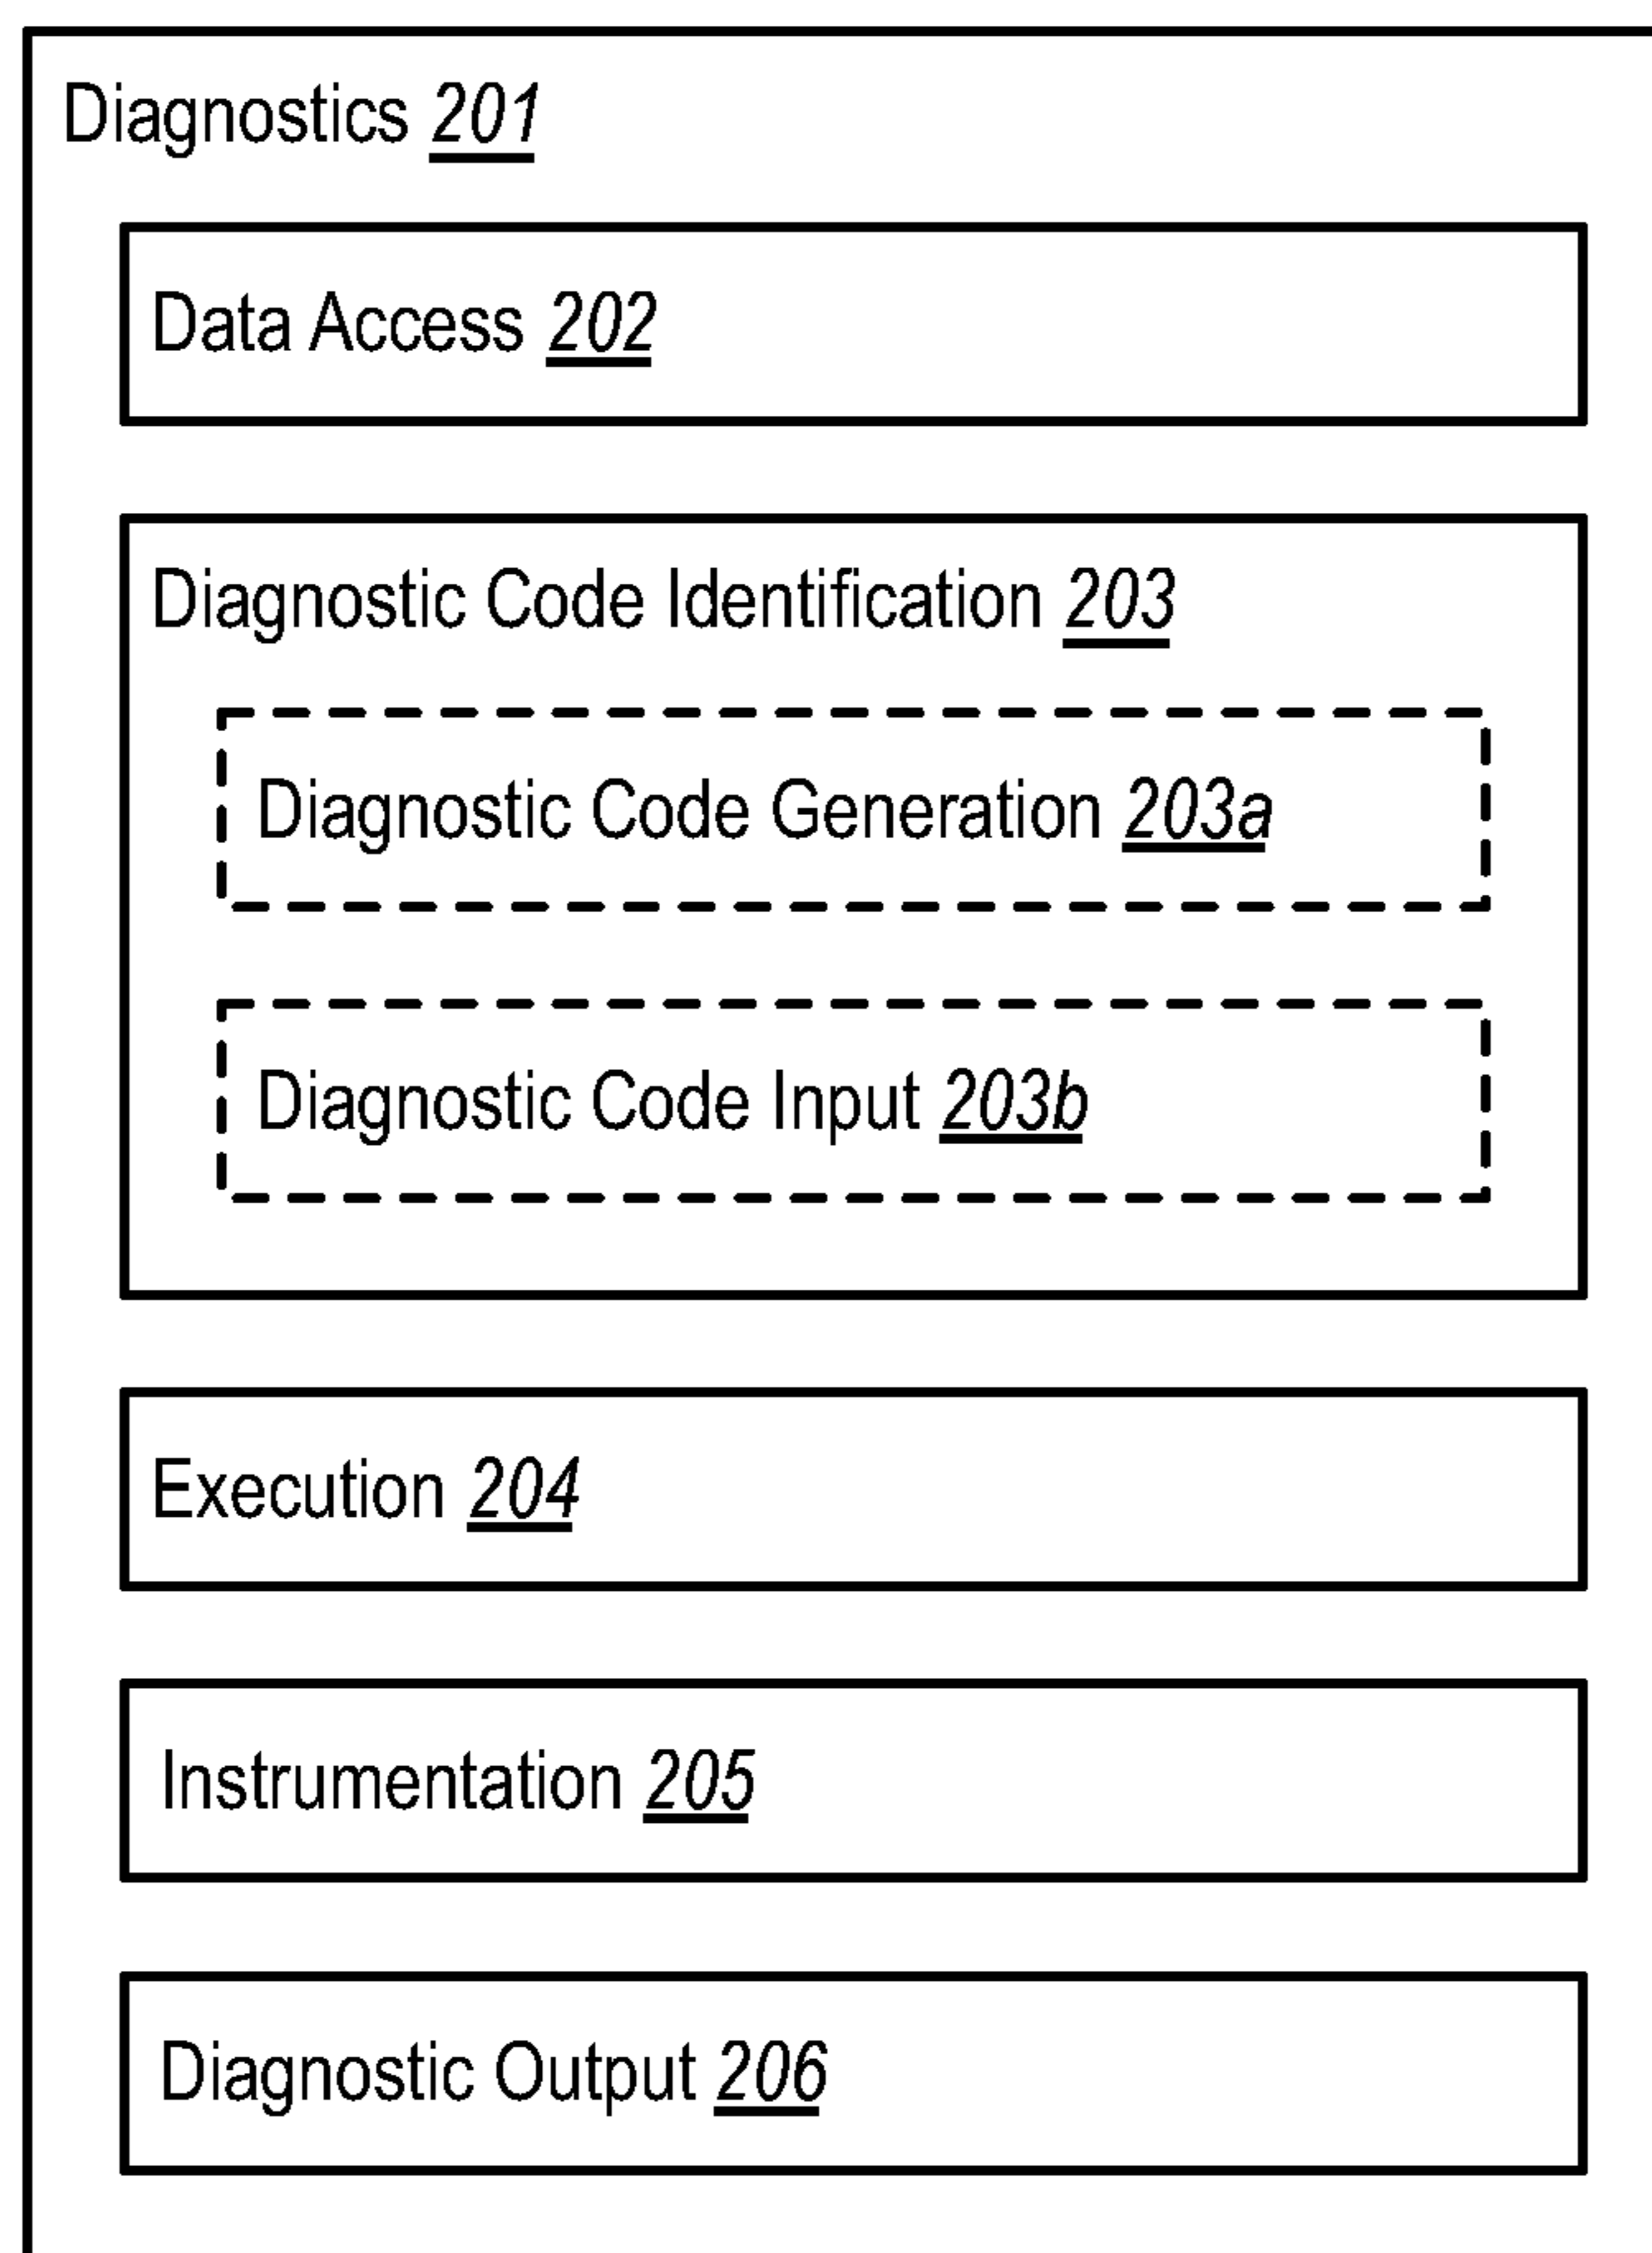 Diagnostics 201
Data Access 202
Diagnostic Code Identification 203
Diagnostic Code Generation 203a
Diagnostic Code Input 203b
Execution 204
Instrumentation 205
Diagnostic Output 206